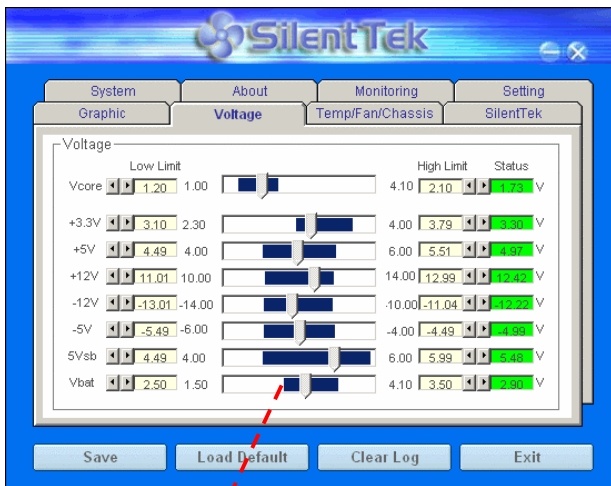 SilentTek
System About Monitoring Setting
Graphic Voltage Temp/Fan/Chassis SilentTek
Voltage
Low Limit High Limit Status
Vcore 1.20 1.00 4.10 2.10 1.73 V
+3.3V 3.10 2.30 4.00 3.79 3.30 V
+5V 4.49 4.00 6.00 5.51 4.97 V
+12V 11.01 10.00 14.00 12.99 12.42 V
-12V -13.01 -14.00 -10.00 -11.04 -12.22 V
-5V -5.49 -6.00 -4.00 -4.49 -4.99 V
5Vsb 4.49 4.00 6.00 5.99 5.48 V
Vbat 2.50 1.50 4.10 3.50 2.90 V
Save Load Default Clear Log Exit